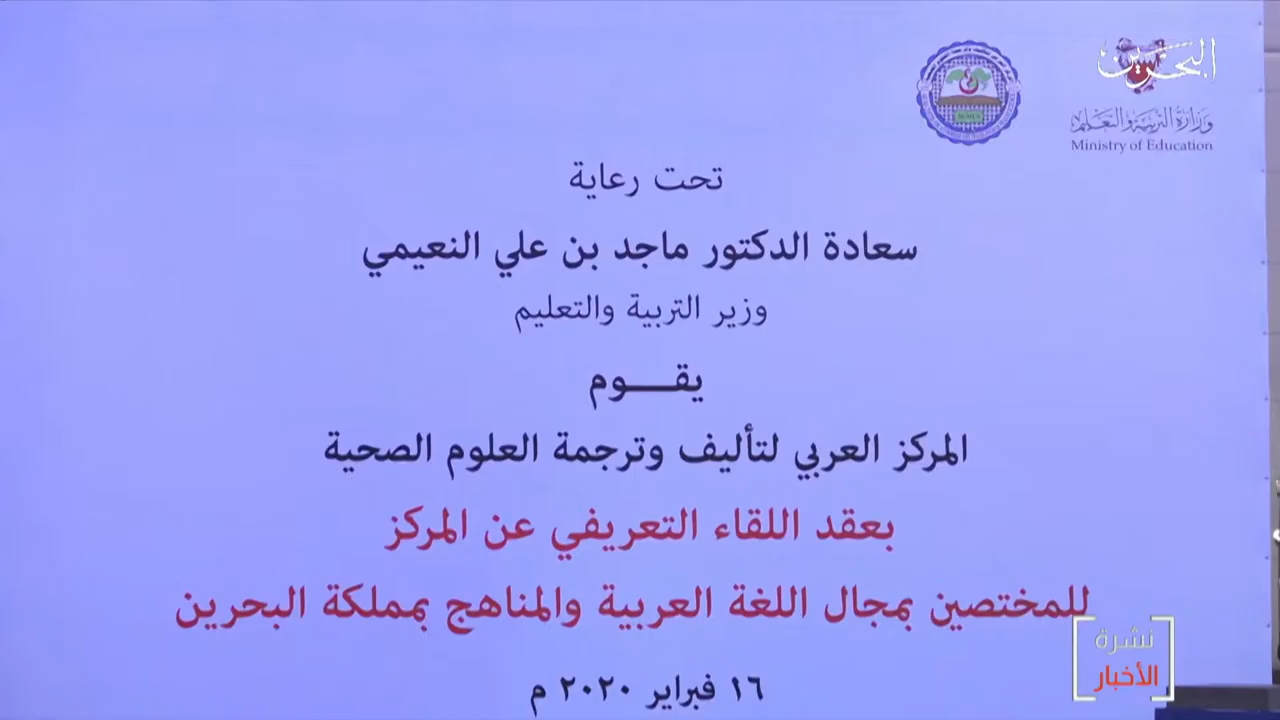 البحرين
وزارة التربية والتعليم
Ministry of Education
تحت رعاية
سعادة الدكتور ماجد بن علي النعيمي
وزير التربية والتعليم
يقـــوم
المركز العربي لتأليف وترجمة العلوم الصحية
بعقد اللقاء التعريفي عن المركز
للمختصين بمجال اللغة العربية والمناهج بمملكة البحرين
١٦ فبراير ٢٠٢٠ م
نشرة
الأخبار